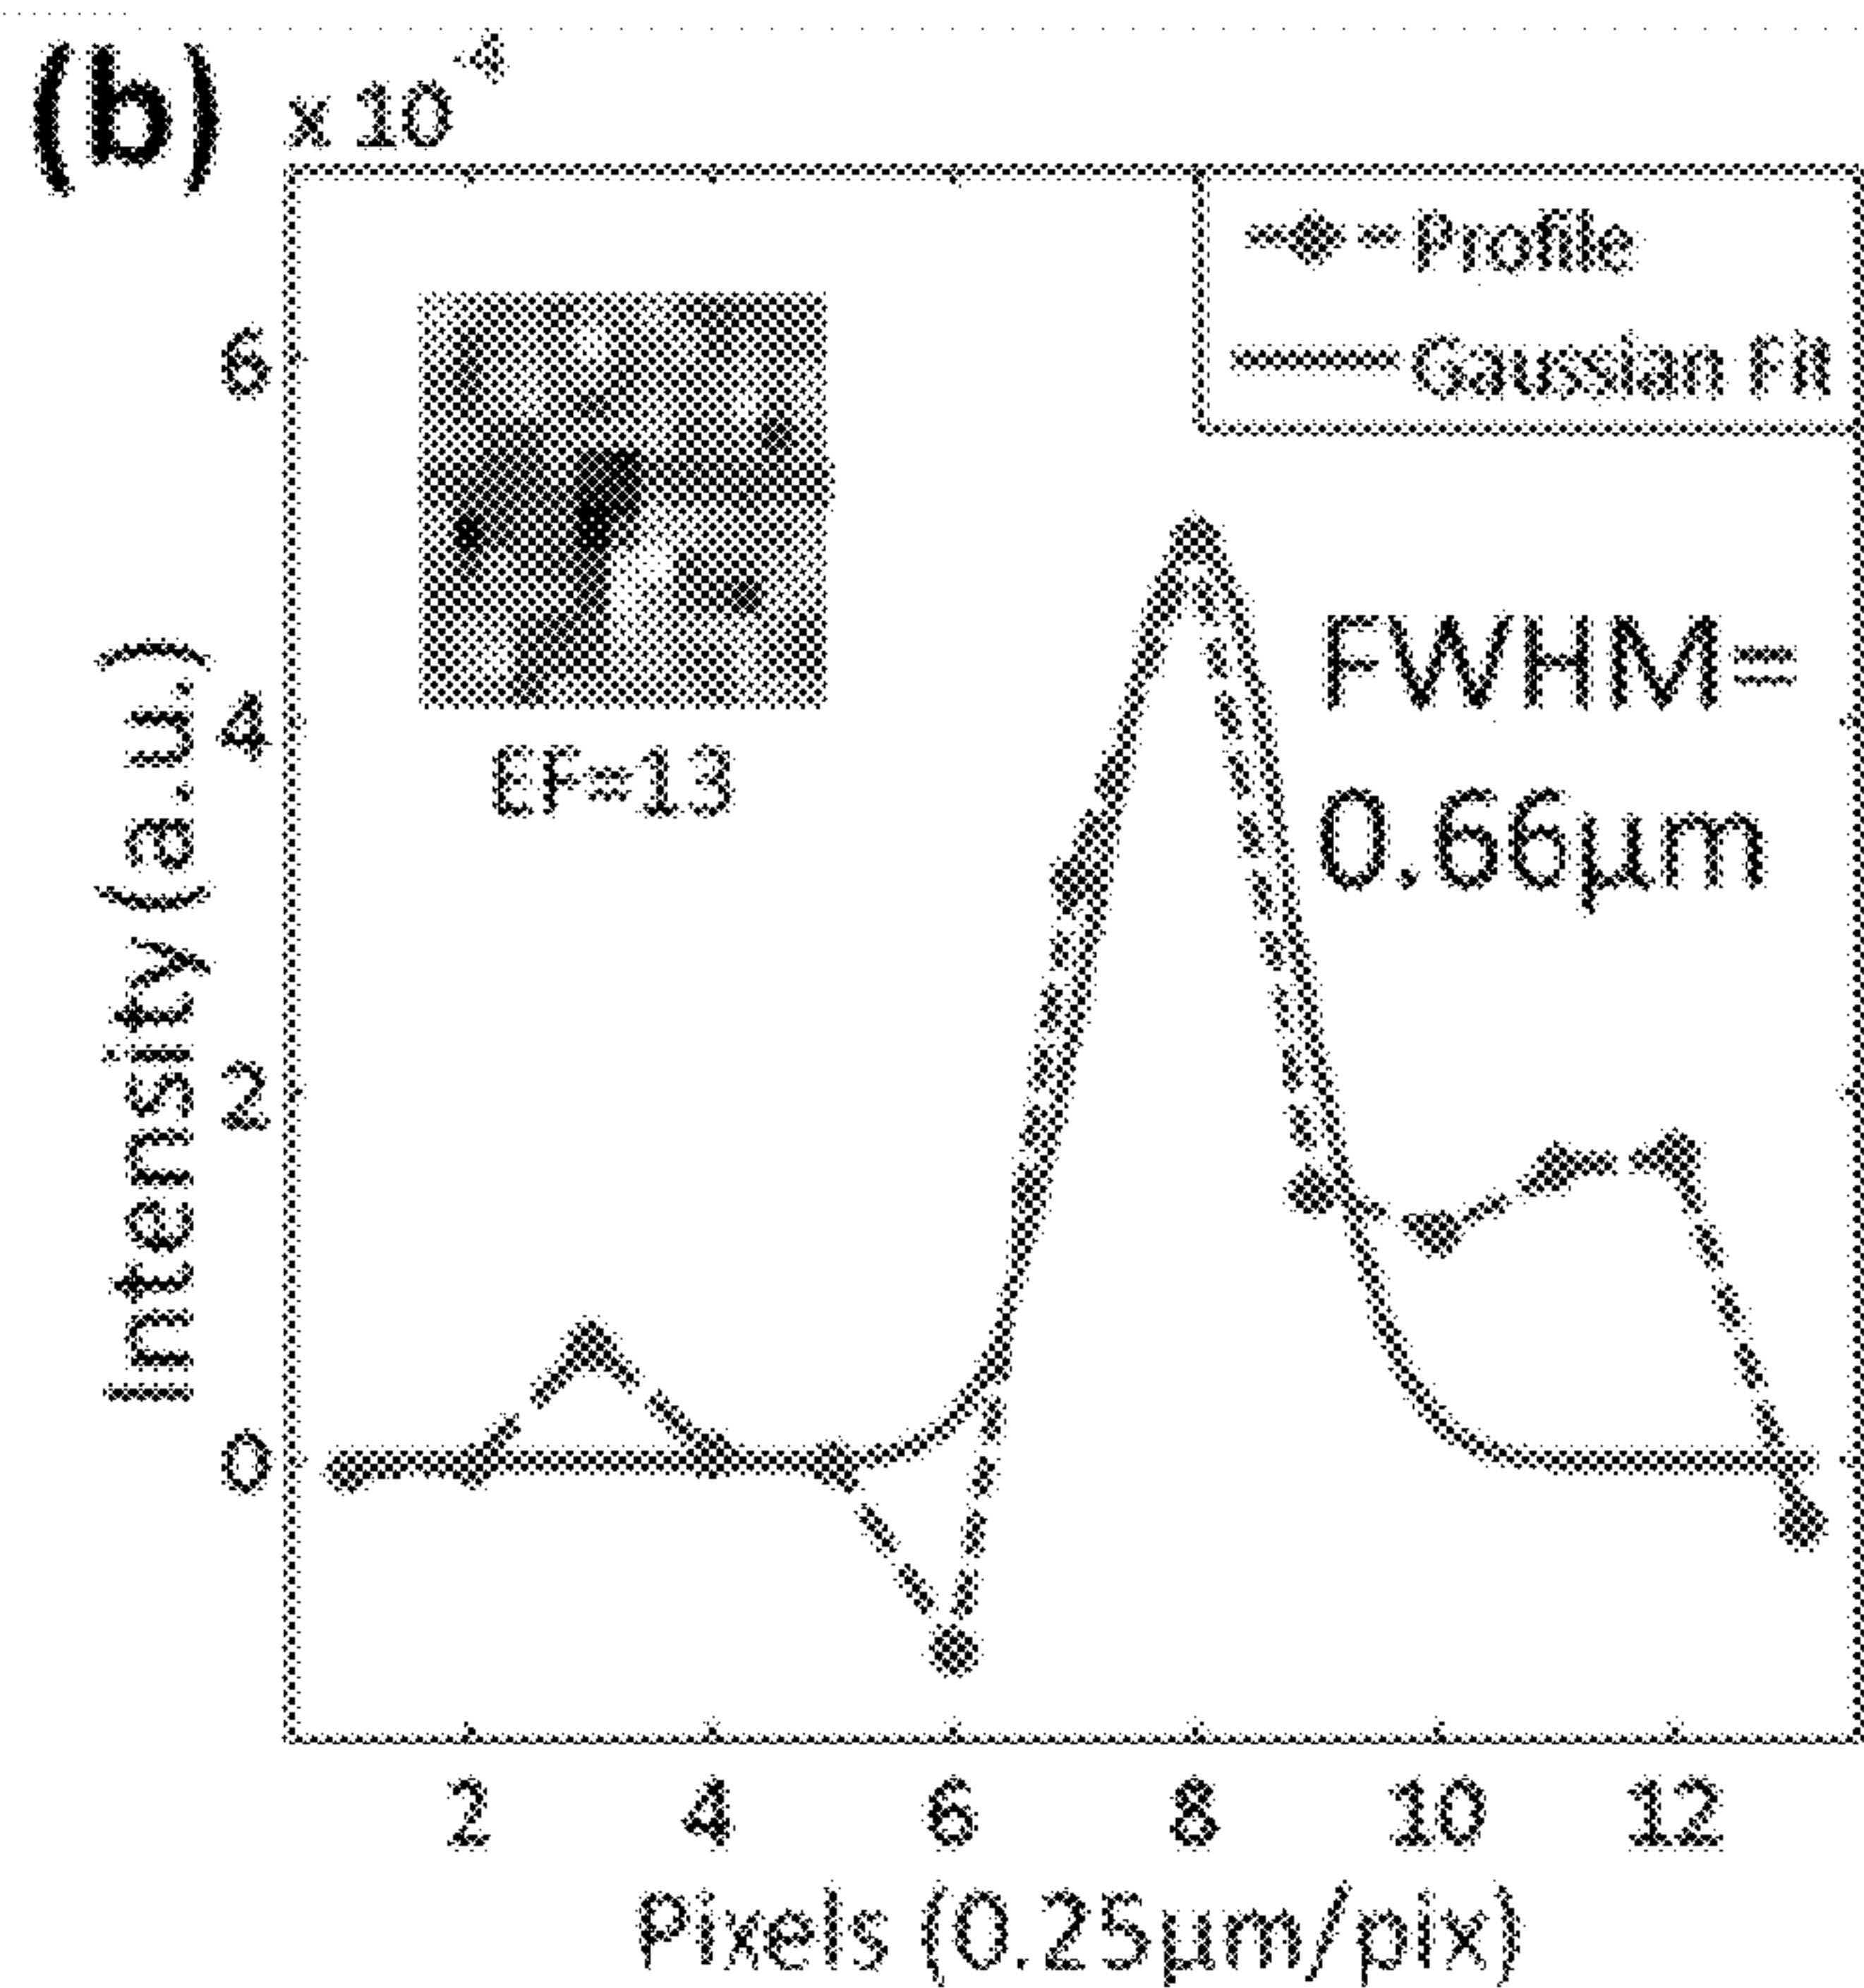 (b)
x 10
Profile
Gaussian Fit
6
4
2
0
EF=13
FWHM=
0.66µm
Intensity (a.u.)
2 4 6 8 10 12
Pixels (0.25µm/pix)